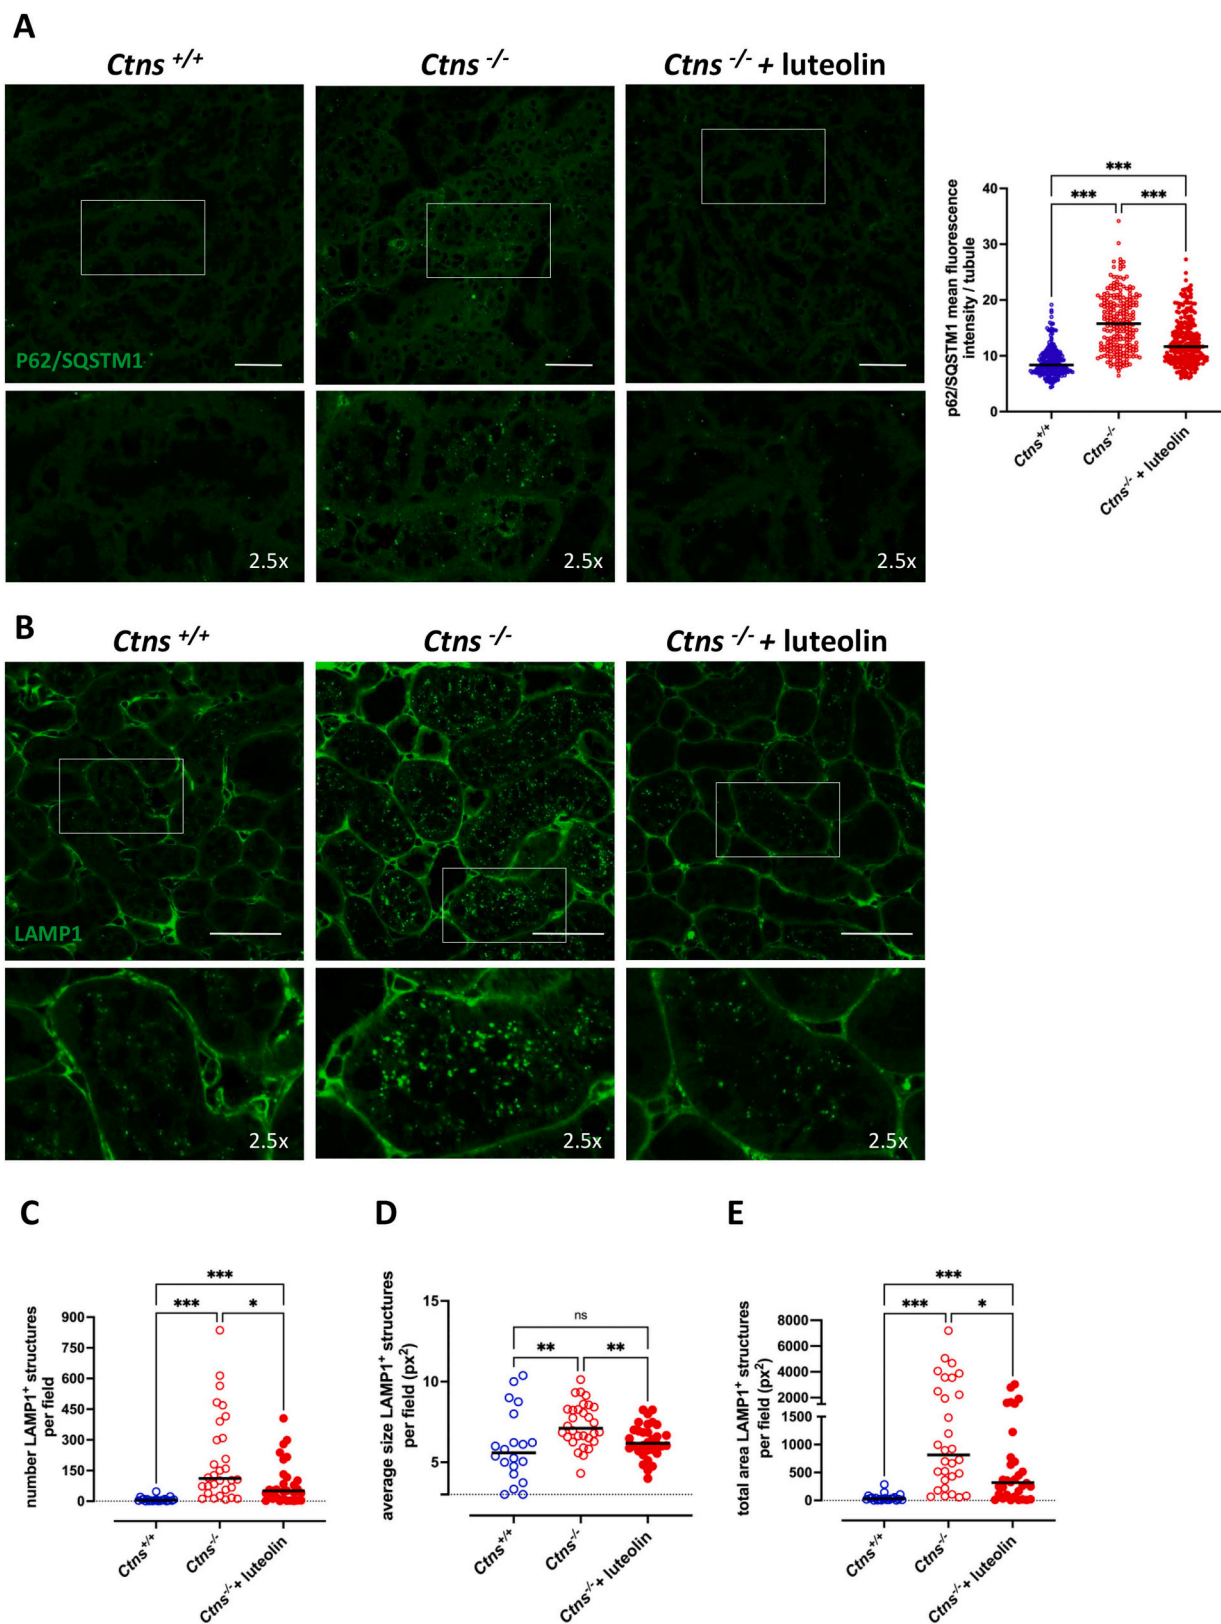 A
Ctns +/+
Ctns -/-
Ctns -/- + luteolin
P62/SQSTM1
2.5x
2.5x
2.5x
p62/SQSTM1 mean fluorescence
intensity / tubule
40
30
20
10
0
***
***
***
Ctns+/+
Ctns-/-
Ctns-/- + luteolin
B
Ctns +/+
Ctns -/-
Ctns -/- + luteolin
LAMP1
2.5x
2.5x
2.5x
C
number LAMP1+ structures
per field
900
750
600
450
300
150
0
***
***
*
Ctns+/+
Ctns-/-
Ctns-/- + luteolin
D
average size LAMP1+ structures
per field (px2)
15
10
5
ns
**
**
Ctns+/+
Ctns-/-
Ctns-/- + luteolin
E
total area LAMP1+ structures
per field (px2)
8000
6000
4000
2000
1500
1000
500
0
***
***
*
Ctns+/+
Ctns-/-
Ctns-/- + luteolin